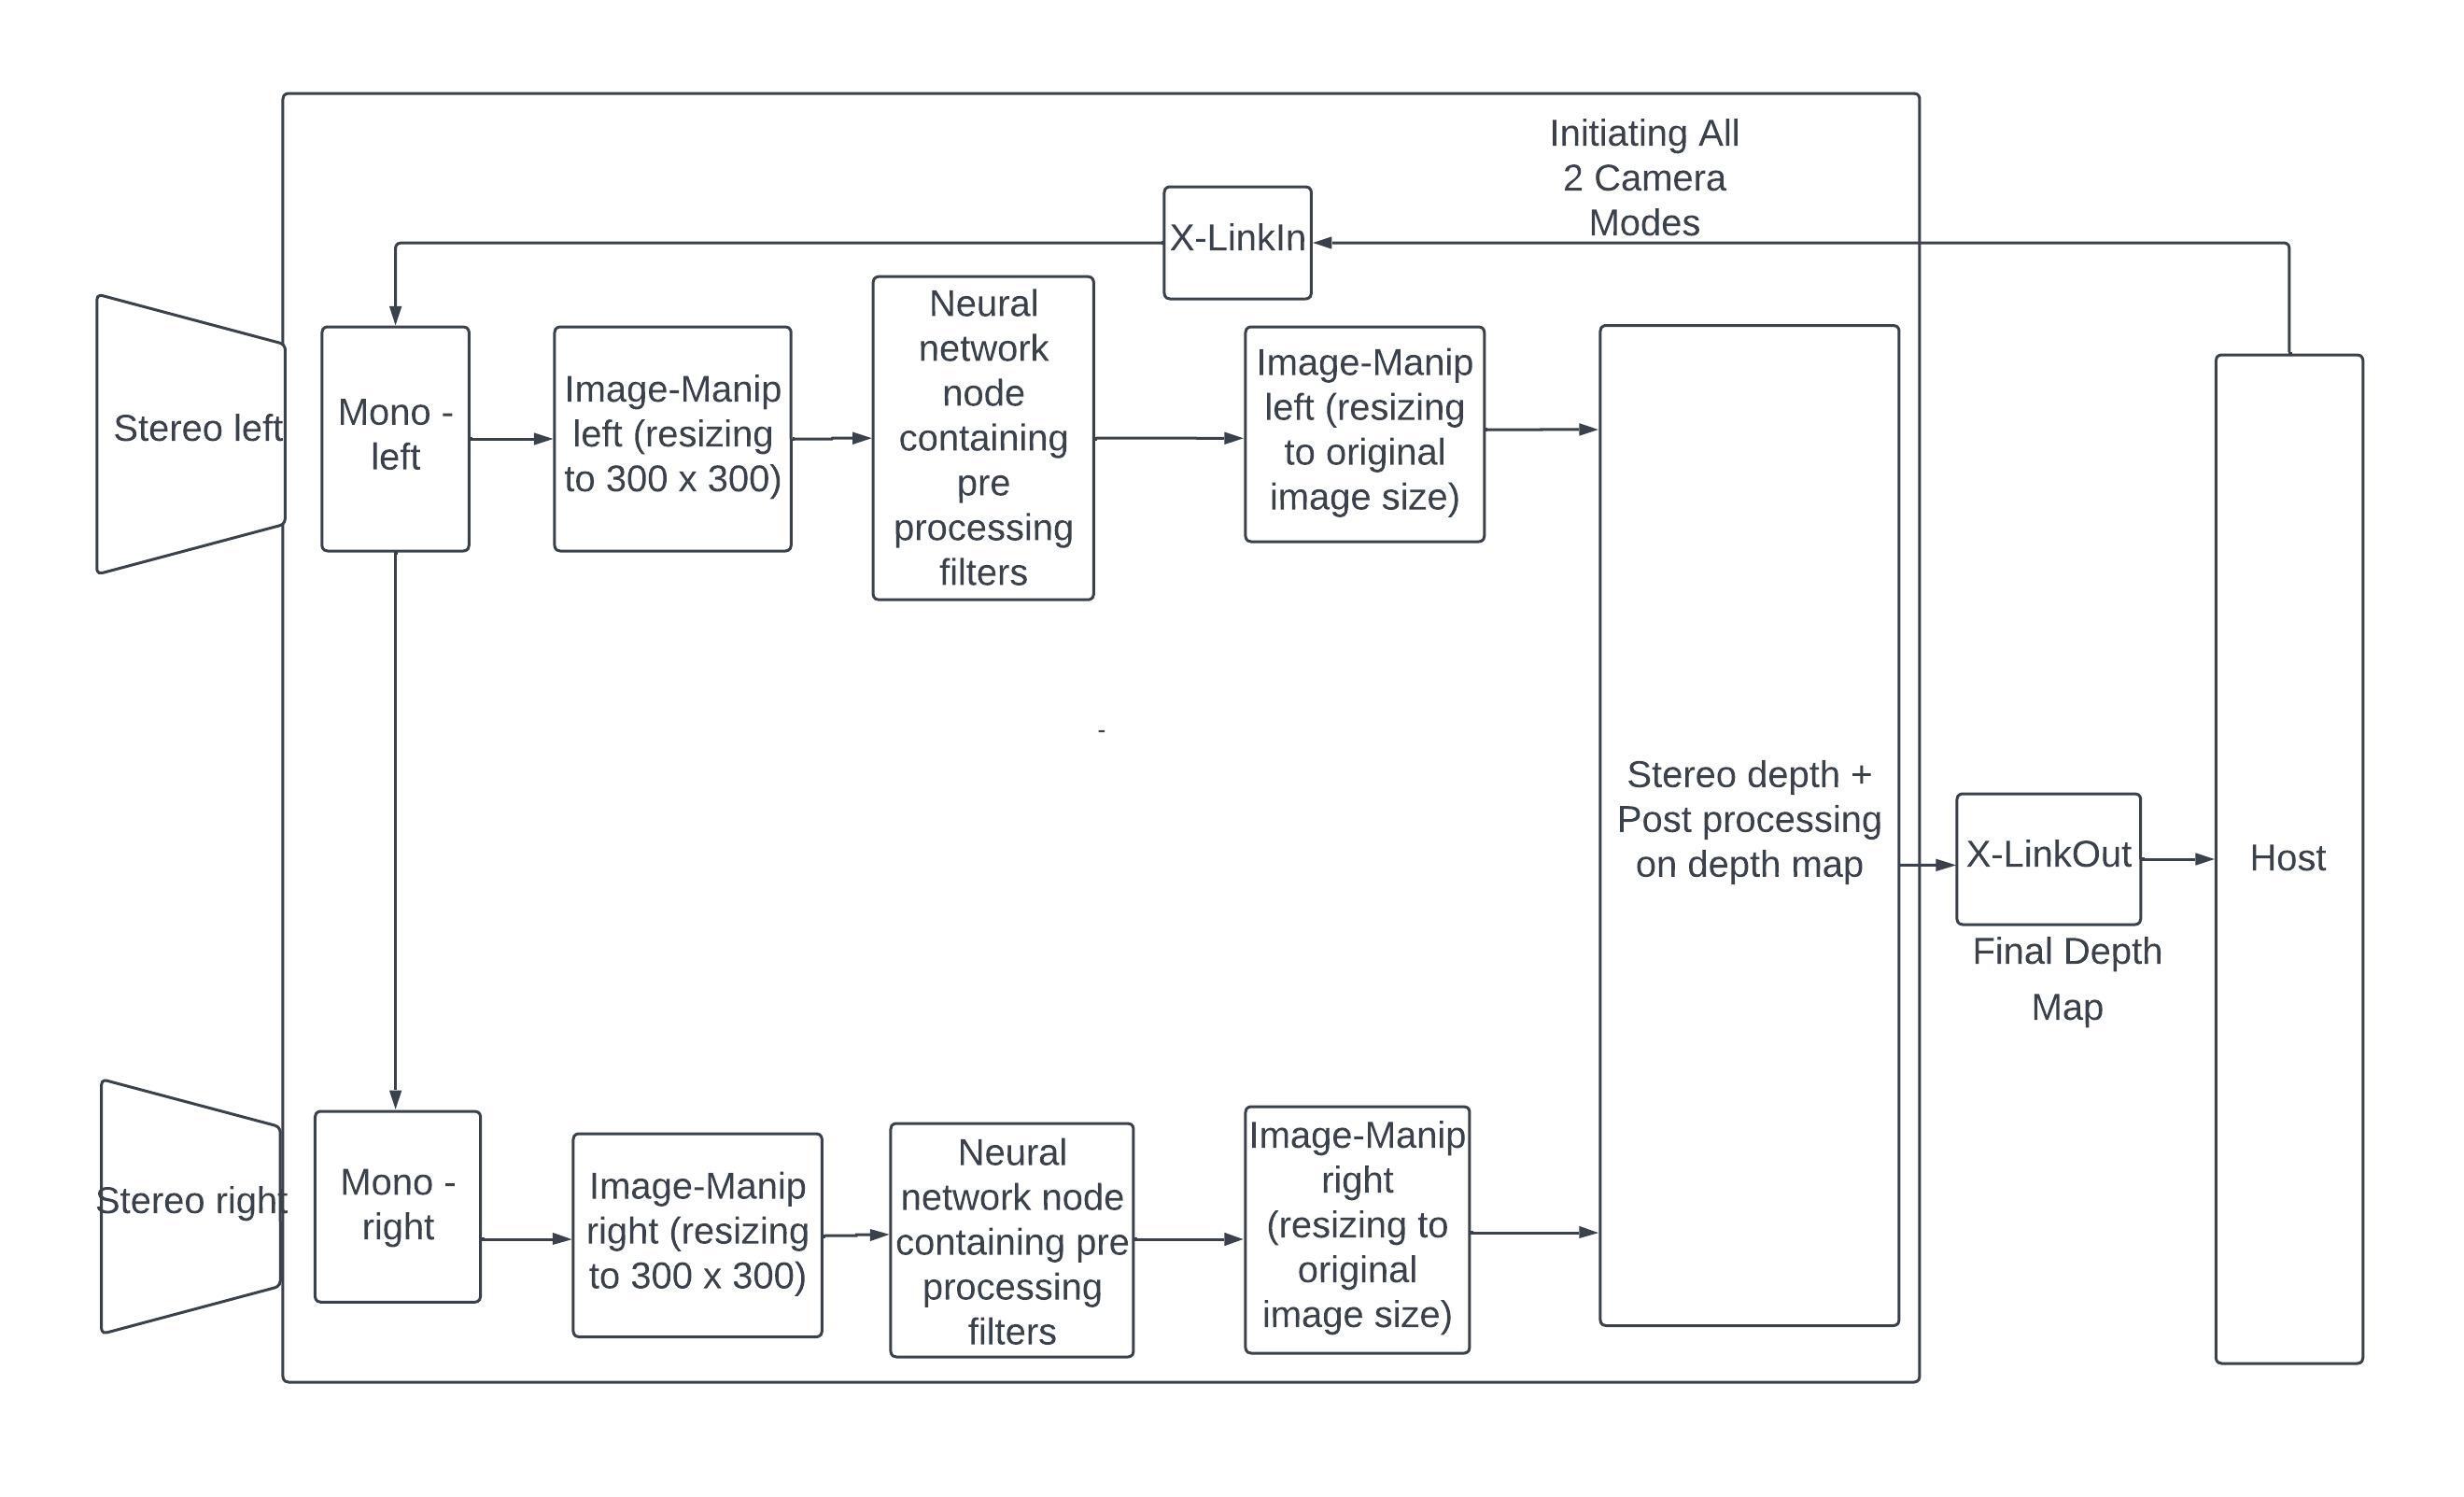 Initiating All
2 Camera
Modes
X-LinkIn
Stereo left
Mono -
left
Image-Manip
left (resizing
to 300 x 300)
Neural
network
node
containing
pre
processing
filters
Image-Manip
left (resizing
to original
image size)
-
Stereo depth +
Post processing
on depth map
X-LinkOut
Final Depth
Map
Host
Stereo right
Mono -
right
Image-Manip
right (resizing
to 300 x 300)
Neural
network node
containing pre
processing
filters
Image-Manip
right
(resizing to
original
image size)